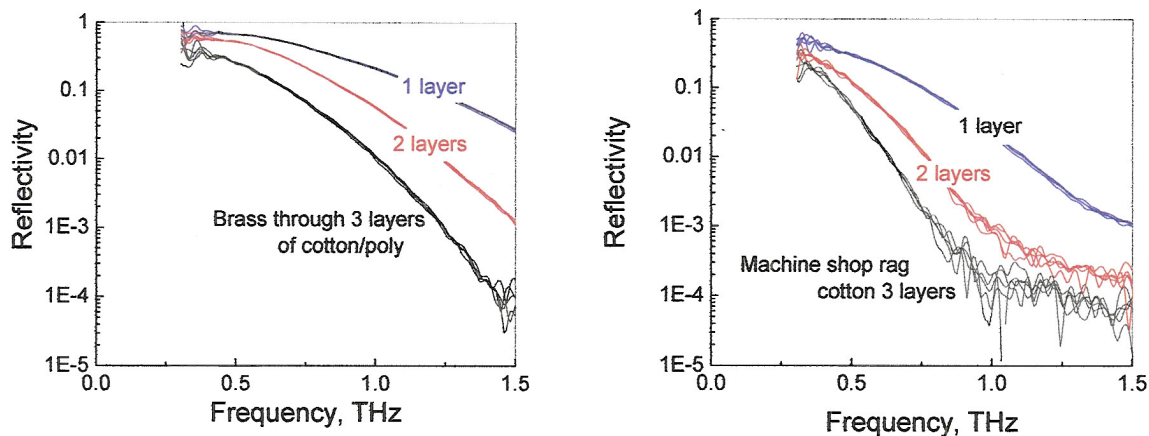 1
0.1
0.01
1E-3
1E-4
1E-5
Reflectivity
1 layer
2 layers
Brass through 3 layers
of cotton/poly
0.0
0.5
1.0
1.5
Frequency, THz
1
0.1
0.01
1E-3
1E-4
1E-5
Reflectivity
1 layer
2 layers
Machine shop rag
cotton 3 layers
0.0
0.5
1.0
1.5
Frequency, THz